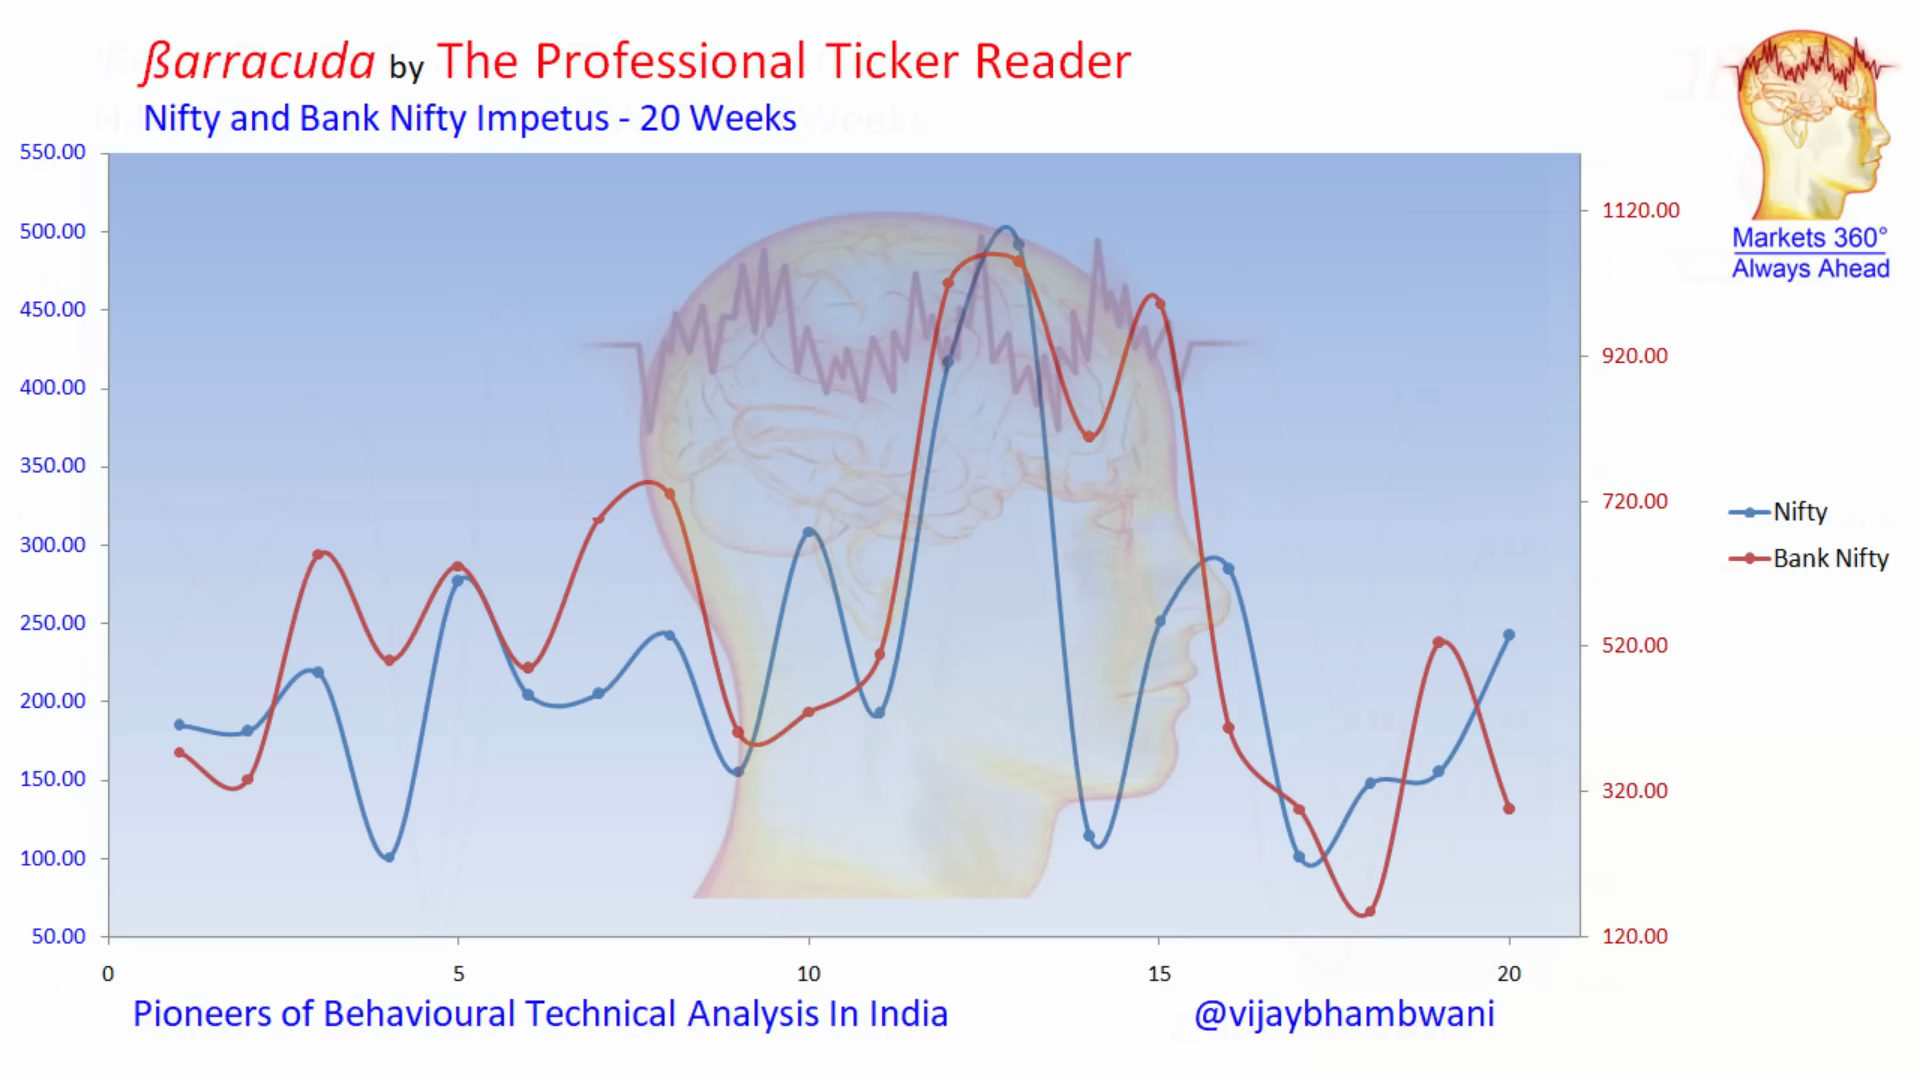 ßarracuda by The Professional Ticker Reader
Nifty and Bank Nifty Impetus - 20 Weeks
Markets 360°
Always Ahead
550.00
500.00
450.00
400.00
350.00
300.00
250.00
200.00
150.00
100.00
50.00
1120.00
920.00
720.00
520.00
320.00
120.00
Nifty
Bank Nifty
0 5 10 15 20
Pioneers of Behavioural Technical Analysis In India @vijaybhambwani